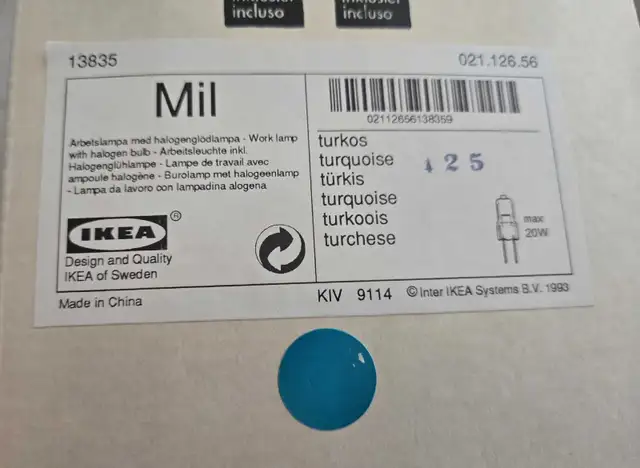 incluso
incluso
13835
021.126.56
Mil
Arbetslampa med halogenglödlampa - Work lamp
with halogen bulb - Arbeitsleuchte inkl.
Halogenglühlampe - Lampe de travail avec
ampoule halogène - Burolamp met halogeenlamp
- Lampa da lavoro con lampadina alogena
IKEA®
Design and Quality
IKEA of Sweden
Made in China
02112656138359
turkos
turquoise
türkis
turquoise
turkoois
turchese
425
max
20W
KIV 9114 © Inter IKEA Systems B.V. 1993